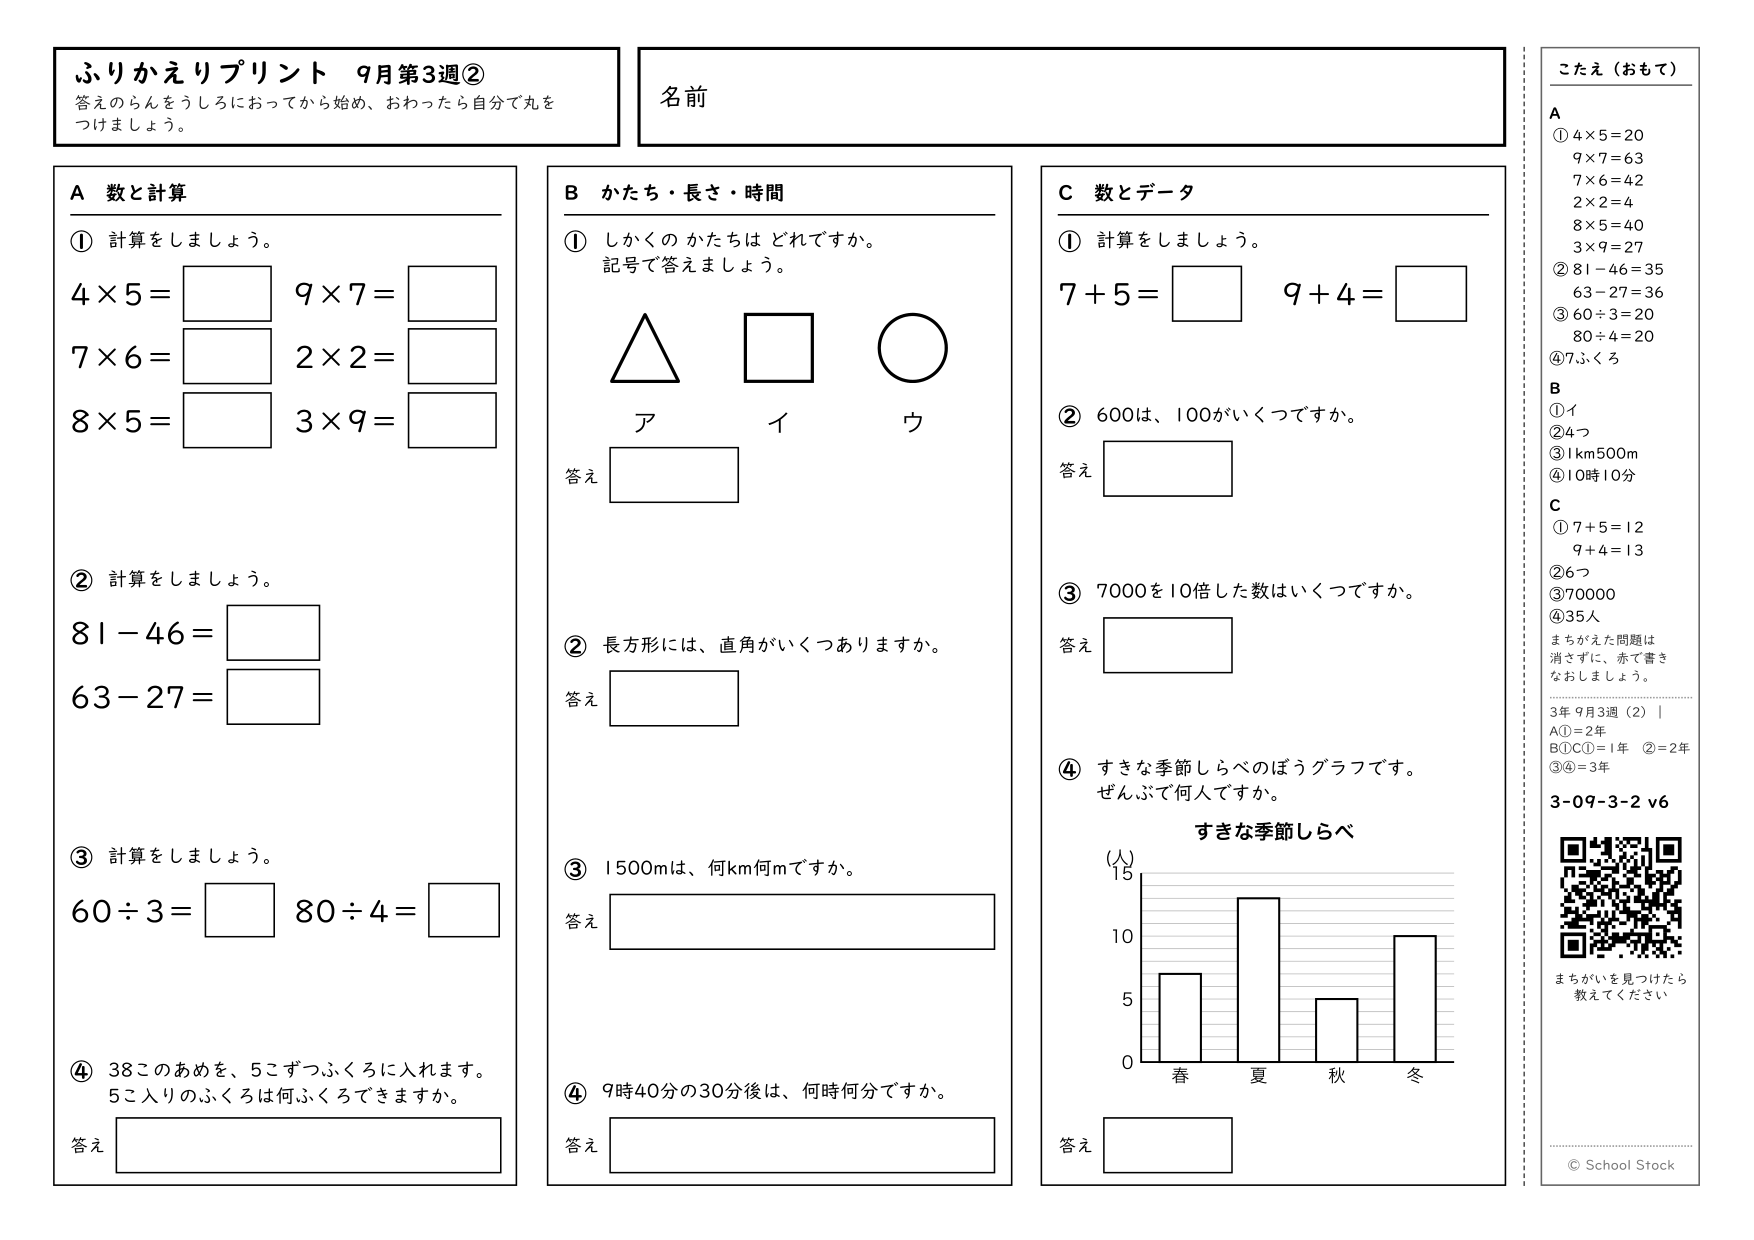 ふりかえりプリント　9月第3週②
答えのらんをうしろにおってから始め、おわったら自分で丸を
つけましょう。
名前
A　数と計算
① 計算をしましょう。
4×5＝　9×7＝
7×6＝　2×2＝
8×5＝　3×9＝
② 計算をしましょう。
81－46＝
63－27＝
③ 計算をしましょう。
60÷3＝　80÷4＝
④ 38このあめを、5こずつふくろに入れます。
5こ入りのふくろは何ふくろできますか。
答え
B　かたち・長さ・時間
① しかくの かたちは どれですか。
記号で答えましょう。
ア　イ　ウ
答え
② 長方形には、直角がいくつありますか。
答え
③ 1500mは、何km何mですか。
答え
④ 9時40分の30分後は、何時何分ですか。
答え
C　数とデータ
① 計算をしましょう。
7＋5＝　9＋4＝
② 600は、100がいくつですか。
答え
③ 7000を10倍した数はいくつですか。
答え
④ すきな季節しらべのぼうグラフです。
ぜんぶで何人ですか。
すきな季節しらべ
(人)
15
10
5
0
春　夏　秋　冬
答え
こたえ（おもて）
A
① 4×5＝20
9×7＝63
7×6＝42
2×2＝4
8×5＝40
3×9＝27
② 81－46＝35
63－27＝36
③ 60÷3＝20
80÷4＝20
④7ふくろ
B
①イ
②4つ
③1km500m
④10時10分
C
① 7＋5＝12
9＋4＝13
②6つ
③70000
④35人
まちがえた問題は
消さずに、赤で書き
なおしましょう。
3年 9月3週（2）｜
A①＝2年
B①C①＝1年　②＝2年
③④＝3年
3-09-3-2 v6
まちがいを見つけたら
教えてください
© School Stock